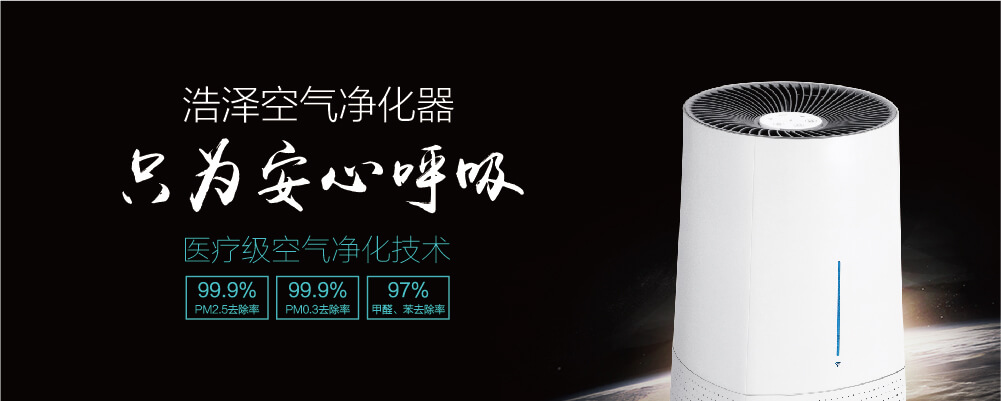 浩泽空气净化器
只为安心呼吸
医疗级空气净化技术
99.9%
PM2.5去除率
99.9%
PM0.3去除率
97%
甲醛、苯去除率